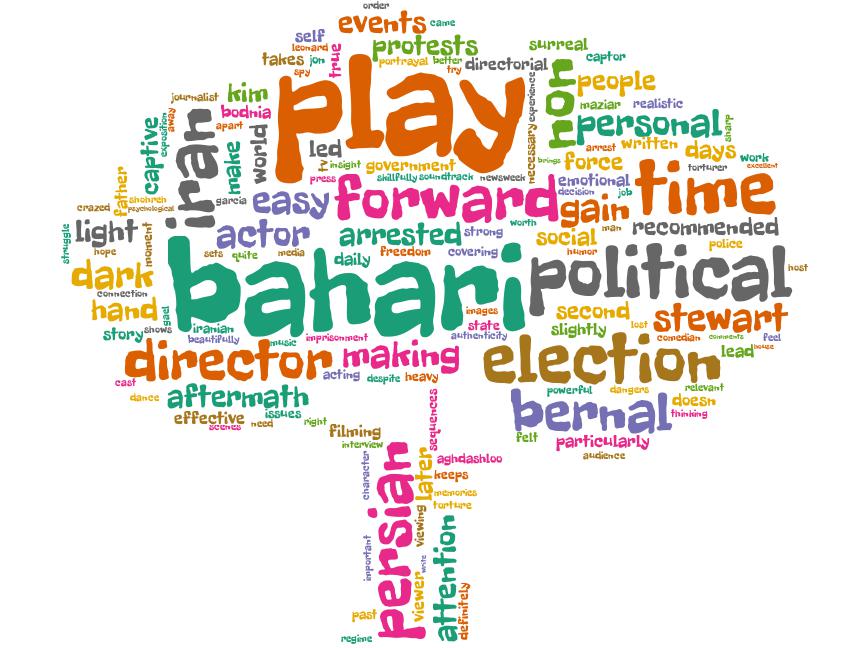 order
events
came
self
leonard
true
protests
surreal
takes
jon
spy
portrayal
better
try
directorial
captor
journalist
kim
bodnia
play
non
people
maziar
realistic
away
exposition
captive
iran
apart
make
world
led
tv
insight
press
government
skillfully
soundtrack
newsweek
necessary
experience
brings
personal
sharp
arrest
written
days
force
work
excellent
torturer
emotional
decision
job
time
father
shohreh
psychological
crazed
garcia
easy
forward
gain
man
recommended
struggle
light
hope
moment
actor
arrested
strong
worth
social
humor
police
sets
quite
media
daily
freedom
covering
dark
connection
bahari
political
host
hand
gael
images
state
authenticity
second
slightly
lost
stewart
comedian
comments
feel
story
shows
iranian
beautifully
music
imprisonment
director
making
election
lead
house
cast
acting
despite
heavy
dance
aftermath
powerful
dangers
relevant
doesn
thinking
effective
scenes
need
issues
right
sequences
bernal
felt
particularly
audience
filming
interview
character
persian
later
aghdashloo
keeps
memories
torture
viewing
important
write
viewer
attention
definitely
past
regime